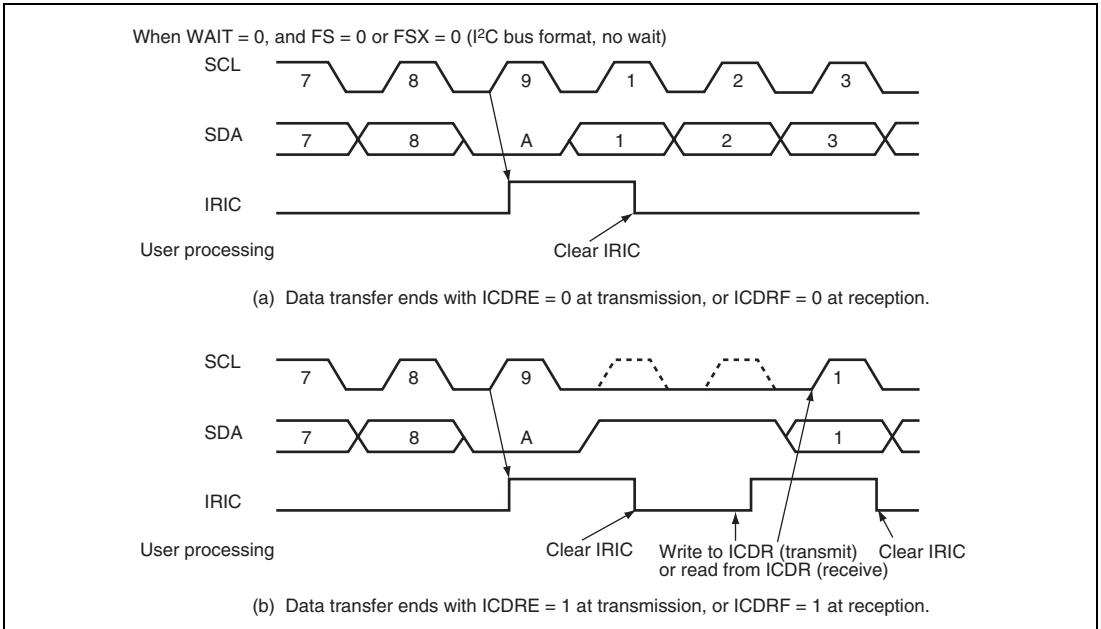 When WAIT = 0, and FS = 0 or FSX = 0 (I²C bus format, no wait)
SCL
7 8 9 1 2 3
SDA
7 8 A 1 2 3
IRIC
User processing
Clear IRIC
(a) Data transfer ends with ICDRE = 0 at transmission, or ICDRF = 0 at reception.
SCL
7 8 9 1
SDA
7 8 A 1
IRIC
User processing
Clear IRIC
Write to ICDR (transmit)
or read from ICDR (receive)
Clear IRIC
(b) Data transfer ends with ICDRE = 1 at transmission, or ICDRF = 1 at reception.